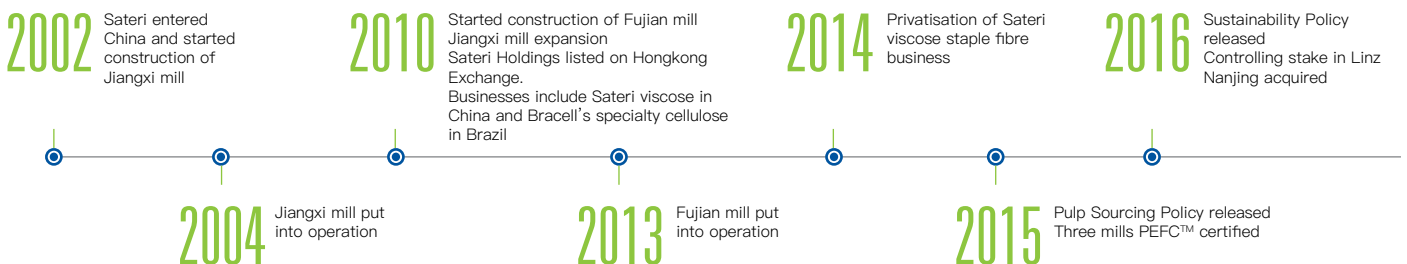 2002
Sateri entered
China and started
construction of
Jiangxi mill
2004
Jiangxi mill put
into operation
2010
Started construction of Fujian mill
Jiangxi mill expansion
Sateri Holdings listed on Hongkong
Exchange.
Businesses include Sateri viscose in
China and Bracell’s specialty cellulose
in Brazil
2013
Fujian mill put
into operation
2014
Privatisation of Sateri
viscose staple fibre
business
2015
Pulp Sourcing Policy released
Three mills PEFC™ certified
2016
Sustainability Policy
released
Controlling stake in Linz
Nanjing acquired